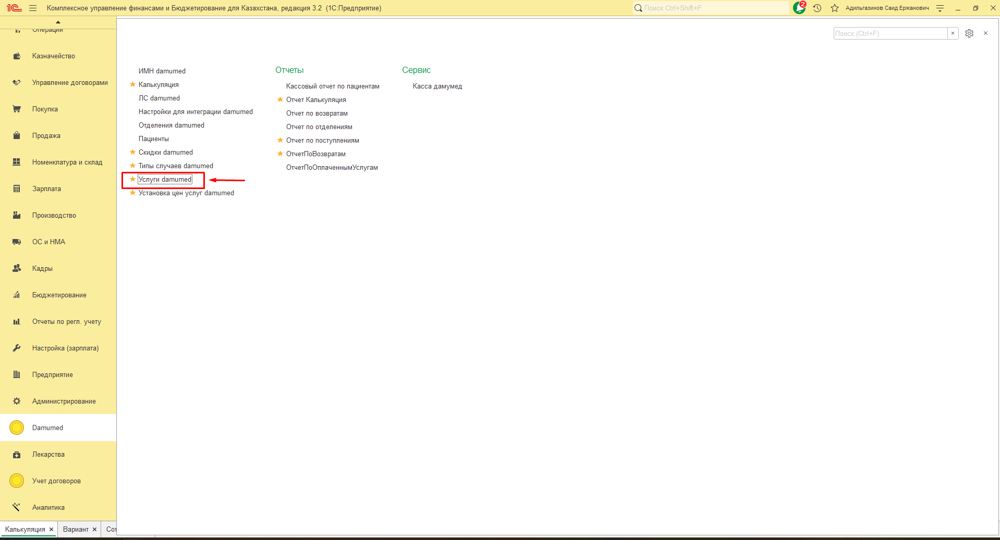 1С Комплексное управление финансами и Бюджетирование для Казахстана, редакция 3.2 (1С:Предприятие)
Поиск Ctrl+Shift+F
2
Адильгазинов Саид Ержанович
Операции
Казначейство
Управление договорами
Покупка
Продажа
Номенклатура и склад
Зарплата
Производство
ОС и НМА
Кадры
Бюджетирование
Отчеты по регл. учету
Настройка (зарплата)
Предприятие
Администрирование
Damumed
Лекарства
Учет договоров
Аналитика
Поиск (Ctrl+F)
ИМН damumed
Калькуляция
ЛС damumed
Настройки для интеграции damumed
Отделения damumed
Пациенты
Скидки damumed
Типы случаев damumed
Услуги damumed
Установка цен услуг damumed
Отчеты
Кассовый отчет по пациентам
Отчет Калькуляция
Отчет по возвратам
Отчет по отделениям
Отчет по поступлениям
ОтчетПоВозвратам
ОтчетПоОплаченнымУслугам
Сервис
Касса дамумед
Калькуляция
Вариант
Сот